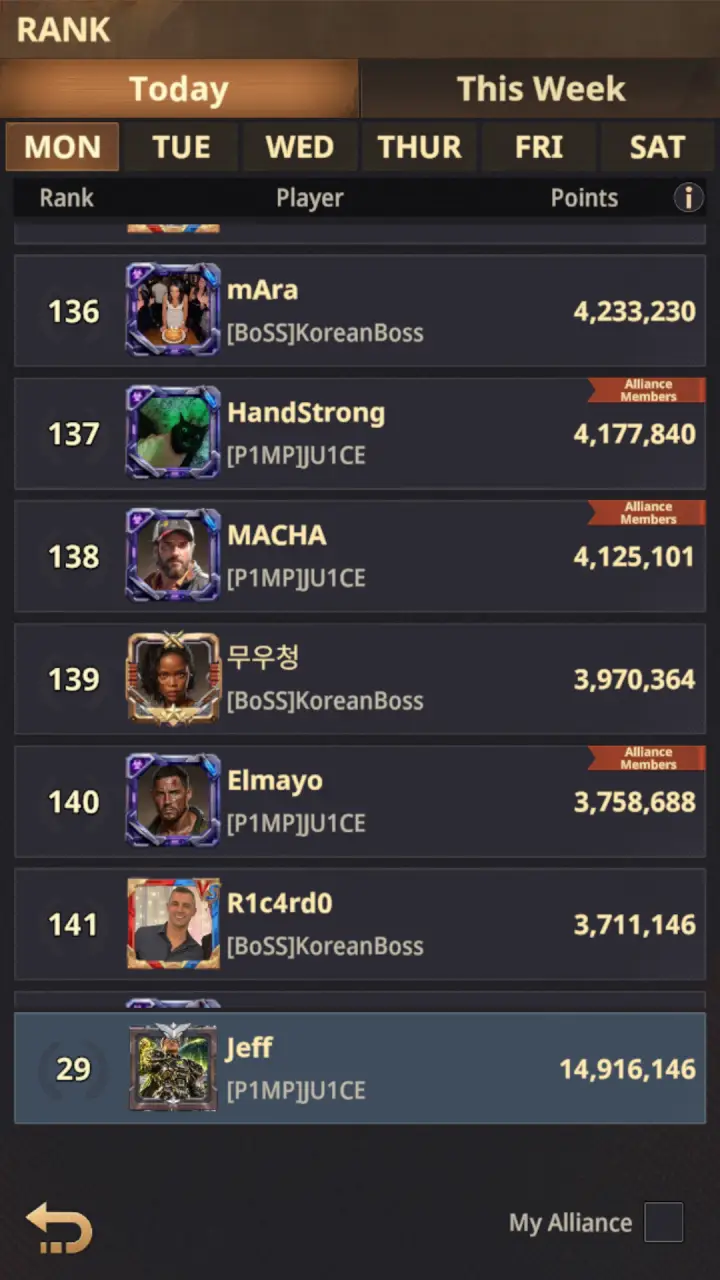 RANK
Today
This Week
MON
TUE
WED
THUR
FRI
SAT
Rank
Player
Points
136
mAra
[BoSS]KoreanBoss
4,233,230
137
HandStrong
[P1MP]JU1CE
Alliance
Members
4,177,840
138
MACHA
[P1MP]JU1CE
Alliance
Members
4,125,101
139
무우청
[BoSS]KoreanBoss
3,970,364
140
Elmayo
[P1MP]JU1CE
Alliance
Members
3,758,688
141
R1c4rd0
[BoSS]KoreanBoss
3,711,146
29
Jeff
[P1MP]JU1CE
14,916,146
My Alliance